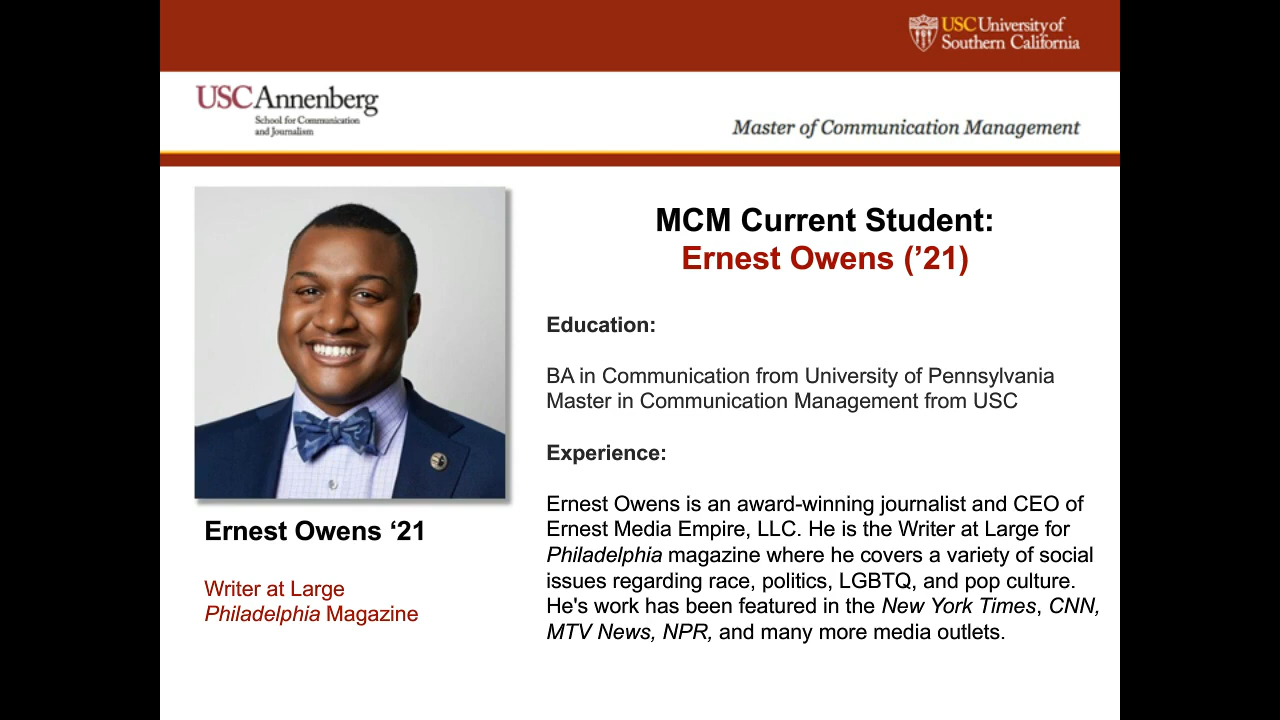 USC University of
Southern California
USC Annenberg
School for Communication
and Journalism
Master of Communication Management
MCM Current Student:
Ernest Owens (’21)
Education:
BA in Communication from University of Pennsylvania
Master in Communication Management from USC
Experience:
Ernest Owens is an award-winning journalist and CEO of
Ernest Media Empire, LLC. He is the Writer at Large for
Philadelphia magazine where he covers a variety of social
issues regarding race, politics, LGBTQ, and pop culture.
He's work has been featured in the New York Times, CNN,
MTV News, NPR, and many more media outlets.
Ernest Owens ‘21
Writer at Large
Philadelphia Magazine